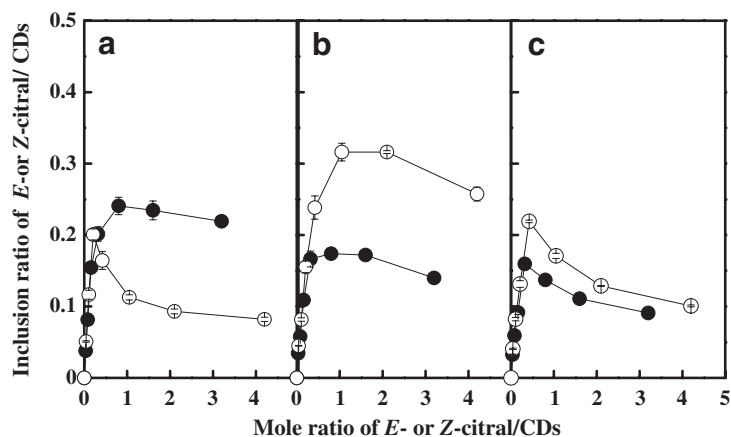 Inclusion ratio of E-or Z-citral/ CDs
0.5
0.4
0.3
0.2
0.1
0
a
b
c
0 1 2 3 4 0 1 2 3 4 0 1 2 3 4 5
Mole ratio of E- or Z-citral/CDs